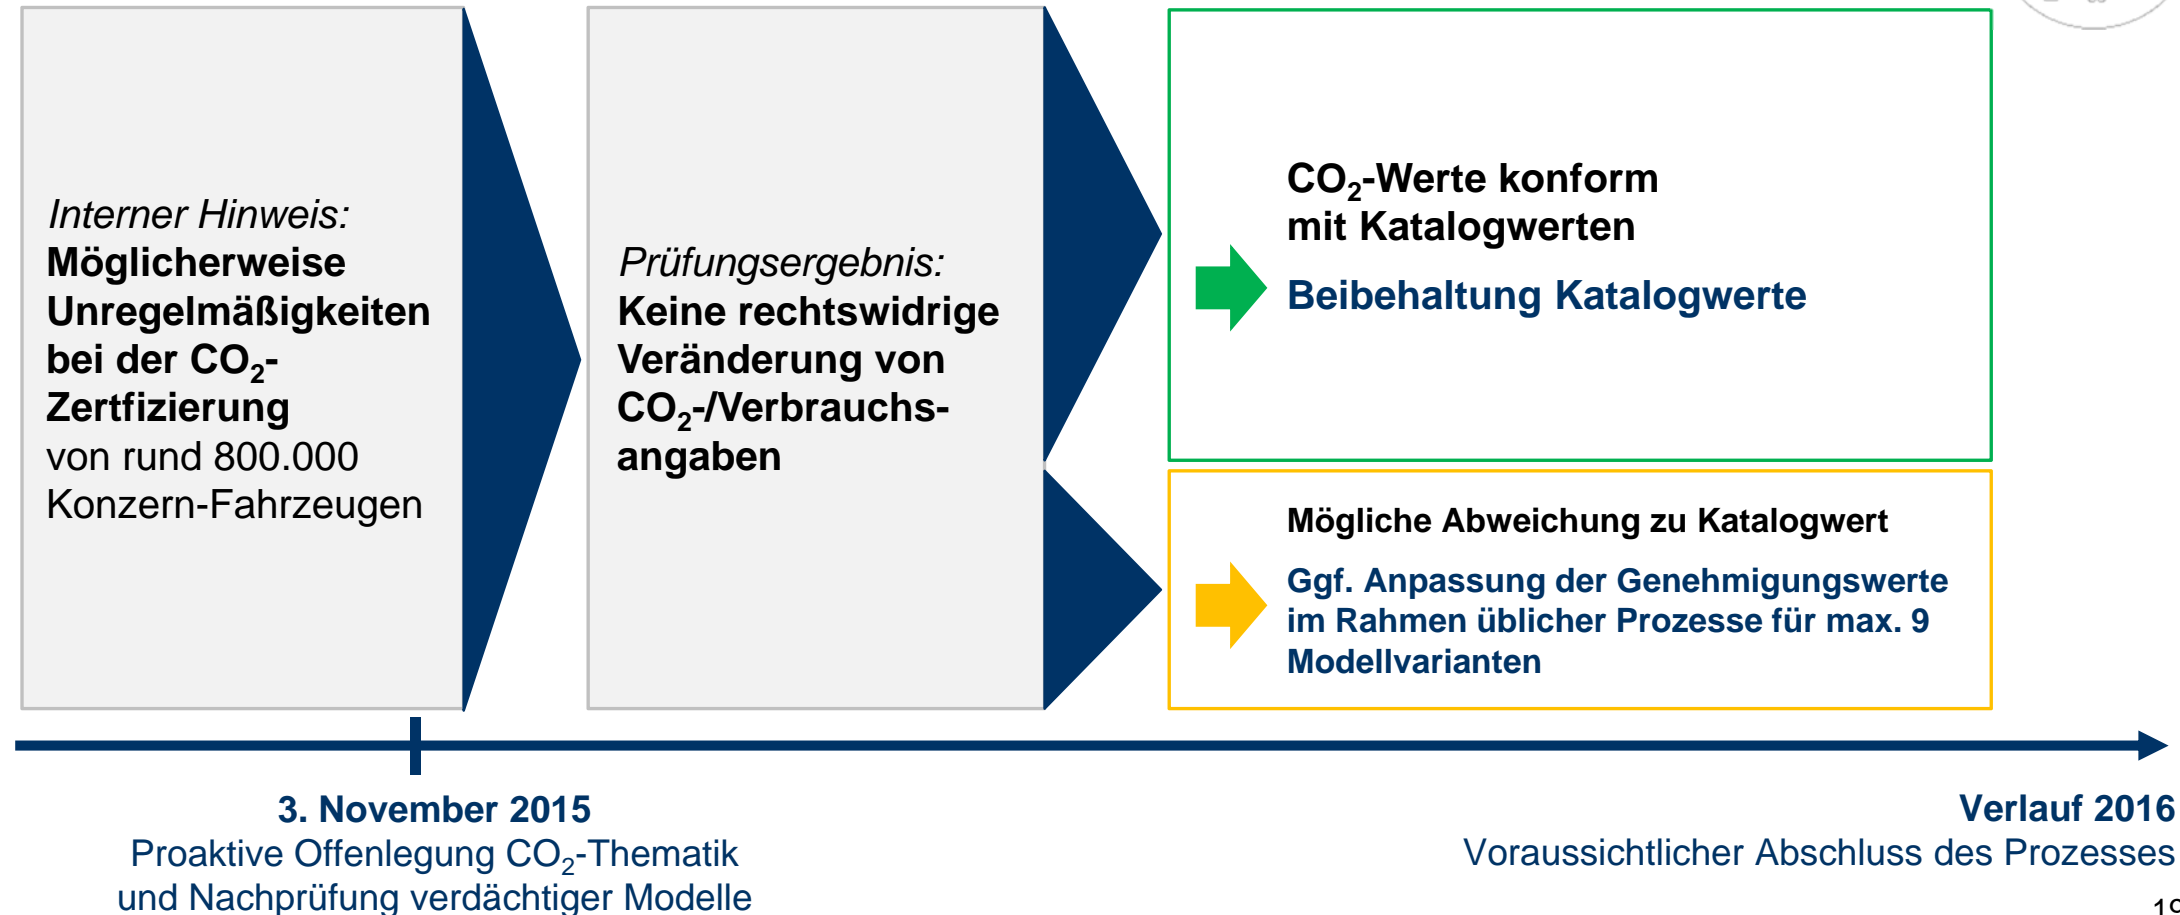 Interner Hinweis:
Möglicherweise
Unregelmäßigkeiten
bei der CO₂-
Zertfizierung
von rund 800.000
Konzern-Fahrzeugen
Prüfungsergebnis:
Keine rechtswidrige
Veränderung von
CO₂-/Verbrauchs-
angaben
CO₂-Werte konform
mit Katalogwerten
Beibehaltung Katalogwerte
Mögliche Abweichung zu Katalogwert
Ggf. Anpassung der Genehmigungswerte
im Rahmen üblicher Prozesse für max. 9
Modellvarianten
3. November 2015
Proaktive Offenlegung CO₂-Thematik
und Nachprüfung verdächtiger Modelle
Verlauf 2016
Voraussichtlicher Abschluss des Prozesses